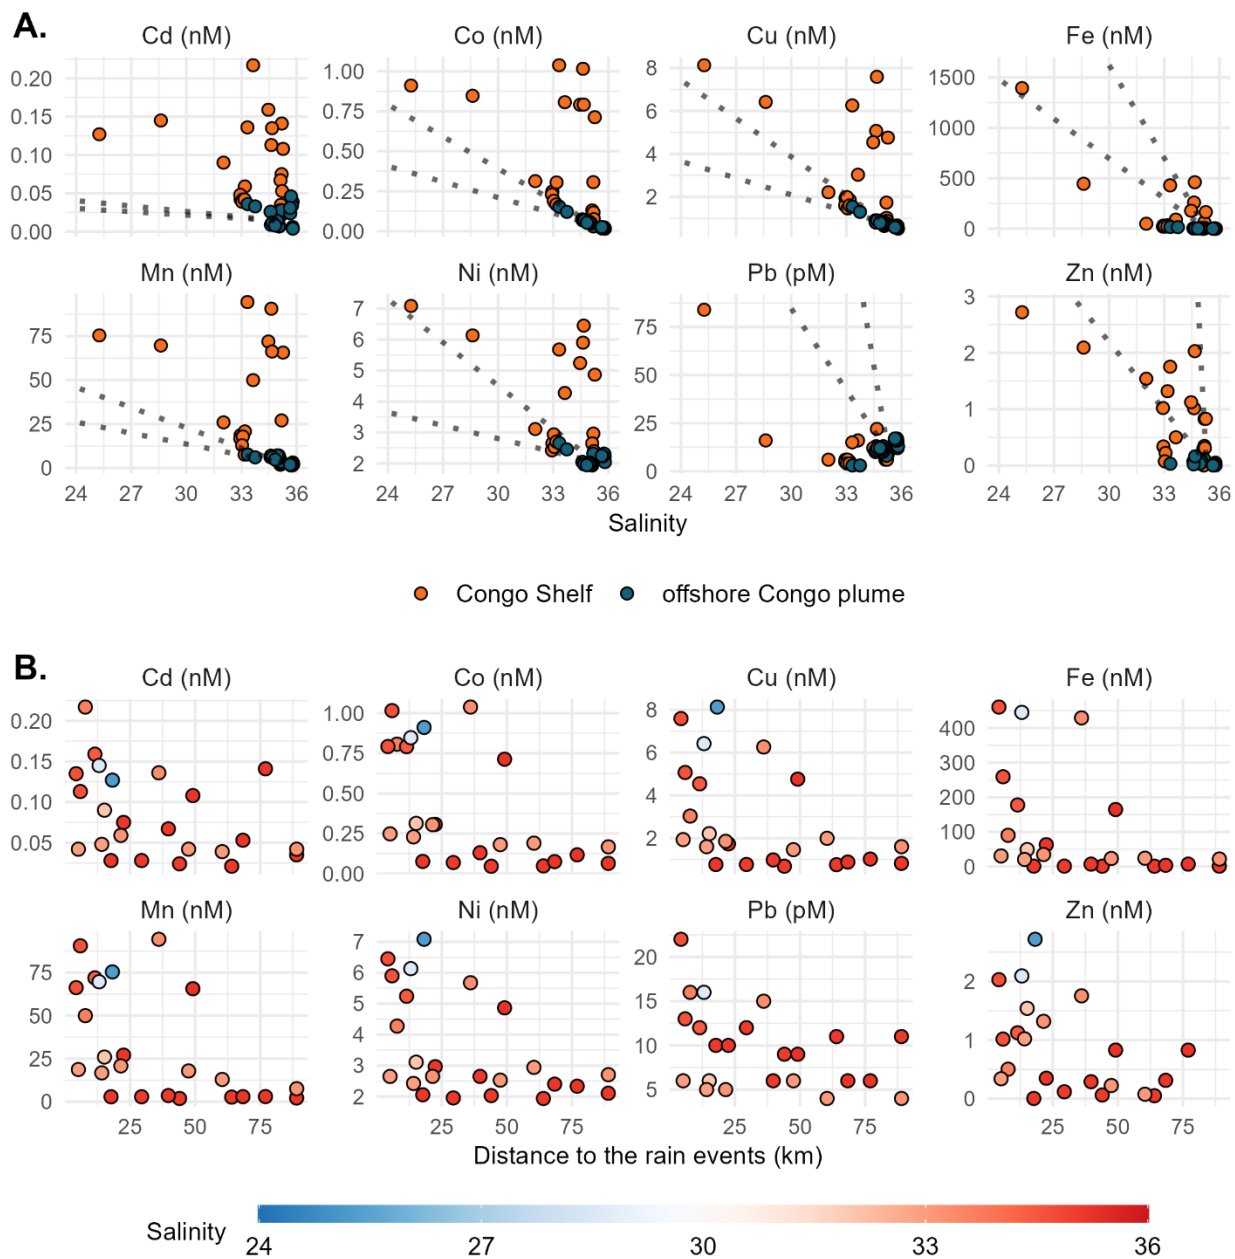 A.
Cd (nM) Co (nM) Cu (nM) Fe (nM)
0.20 0.15 0.10 0.05 0.00
1.00 0.75 0.50 0.25 0.00
8 6 4 2
1500 1000 500 0
Mn (nM) Ni (nM) Pb (pM) Zn (nM)
75 50 25 0
7 6 5 4 3 2
75 50 25 0
3 2 1 0
24 27 30 33 36 24 27 30 33 36 24 27 30 33 36 24 27 30 33 36
Salinity
Congo Shelf offshore Congo plume
B.
Cd (nM) Co (nM) Cu (nM) Fe (nM)
0.20 0.15 0.10 0.05
1.00 0.75 0.50 0.25 0.00
8 6 4 2
400 300 200 100 0
Mn (nM) Ni (nM) Pb (pM) Zn (nM)
75 50 25 0
7 6 5 4 3 2
20 15 10 5
2 1 0
25 50 75 25 50 75 25 50 75 25 50 75
Distance to the rain events (km)
Salinity
24 27 30 33 36